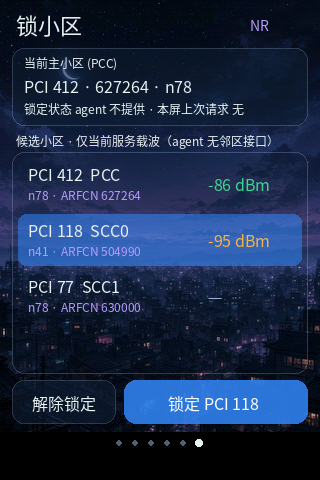 锁小区
NR
当前主小区 (PCC)
PCI 412 · 627264 · n78
锁定状态 agent 不提供 · 本屏上次请求 无
候选小区 · 仅当前服务载波（agent 无邻区接口）
PCI 412 PCC
-86 dBm
n78 · ARFCN 627264
PCI 118 SCC0
-95 dBm
n41 · ARFCN 504990
PCI 77 SCC1
—
n78 · ARFCN 630000
解除锁定
锁定 PCI 118